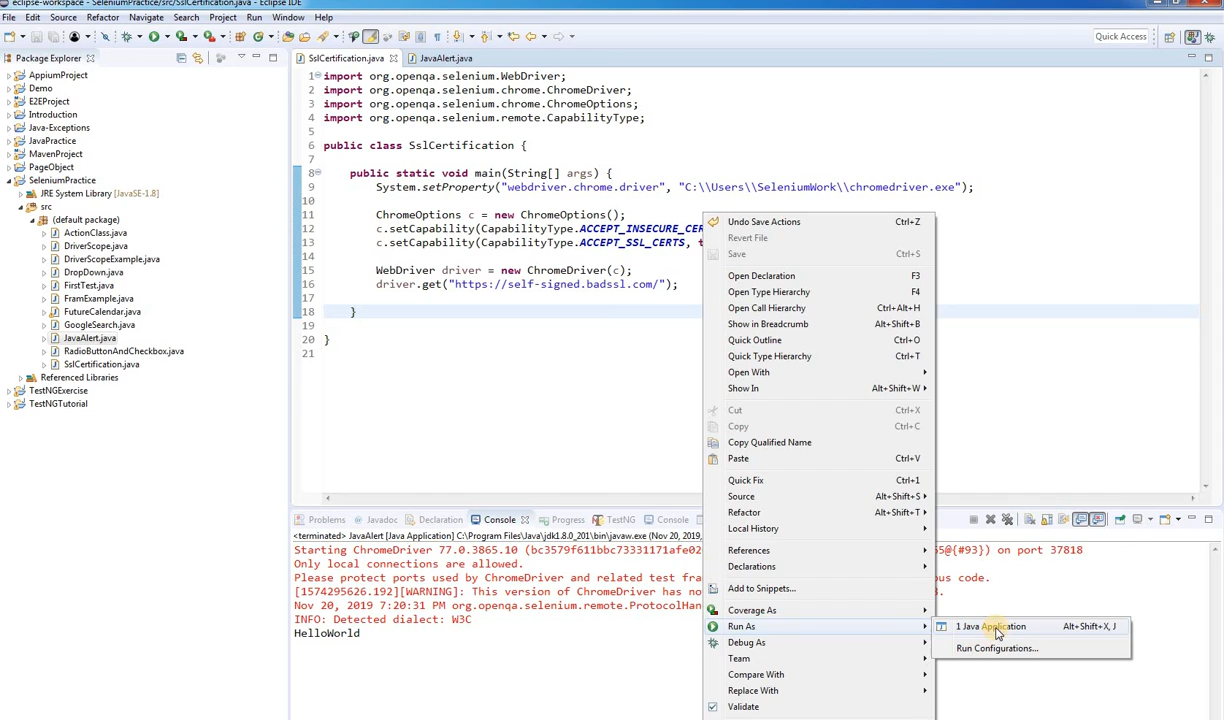 eclipse-workspace - SeleniumPractice/src/SslCertification.java - Eclipse IDE
File Edit Source Refactor Navigate Search Project Run Window Help
Quick Access
Package Explorer
AppiumProject
Demo
E2EProject
Introduction
Java-Exceptions
JavaPractice
MavenProject
PageObject
SeleniumPractice
JRE System Library [JavaSE-1.8]
src
(default package)
ActionClass.java
DriverScope.java
DriverScopeExample.java
DropDown.java
FirstTest.java
FramExample.java
FutureCalendar.java
GoogleSearch.java
JavaAlert.java
RadioButtonAndCheckbox.java
SslCertification.java
Referenced Libraries
TestNGExercise
TestNGTutorial
SslCertification.java JavaAlert.java
1 import org.openqa.selenium.WebDriver;
2 import org.openqa.selenium.chrome.ChromeDriver;
3 import org.openqa.selenium.chrome.ChromeOptions;
4 import org.openqa.selenium.remote.CapabilityType;
5
6 public class SslCertification {
7
8 public static void main(String[] args) {
9 System.setProperty("webdriver.chrome.driver", "C:\\Users\\SeleniumWork\\chromedriver.exe");
10
11 ChromeOptions c = new ChromeOptions();
12 c.setCapability(CapabilityType.ACCEPT_INSECURE_CER
13 c.setCapability(CapabilityType.ACCEPT_SSL_CERTS, t
14
15 WebDriver driver = new ChromeDriver(c);
16 driver.get("https://self-signed.badssl.com/");
17
18 }
19
20 }
21
Undo Save Actions Ctrl+Z
Revert File
Save Ctrl+S
Open Declaration F3
Open Type Hierarchy F4
Open Call Hierarchy Ctrl+Alt+H
Show in Breadcrumb Alt+Shift+B
Quick Outline Ctrl+O
Quick Type Hierarchy Ctrl+T
Open With
Show In Alt+Shift+W
Cut Ctrl+X
Copy Ctrl+C
Copy Qualified Name
Paste Ctrl+V
Quick Fix Ctrl+1
Source Alt+Shift+S
Refactor Alt+Shift+T
Local History
References
Declarations
Add to Snippets...
Coverage As
Run As
Debug As
Team
Compare With
Replace With
Validate
1 Java Application Alt+Shift+X, J
Run Configurations...
Problems Javadoc Declaration Console Progress TestNG Console
<terminated> JavaAlert [Java Application] C:\Program Files\Java\jdk1.8.0_201\bin\javaw.exe (Nov 20, 2019,
Starting ChromeDriver 77.0.3865.10 (bc3579f611bbc73331171afe02 55@{#93}) on port 37818
Only local connections are allowed.
Please protect ports used by ChromeDriver and related test fra ous code.
[1574295626.192][WARNING]: This version of ChromeDriver has no 3.
Nov 20, 2019 7:20:31 PM org.openqa.selenium.remote.ProtocolHan
INFO: Detected dialect: W3C
HelloWorld